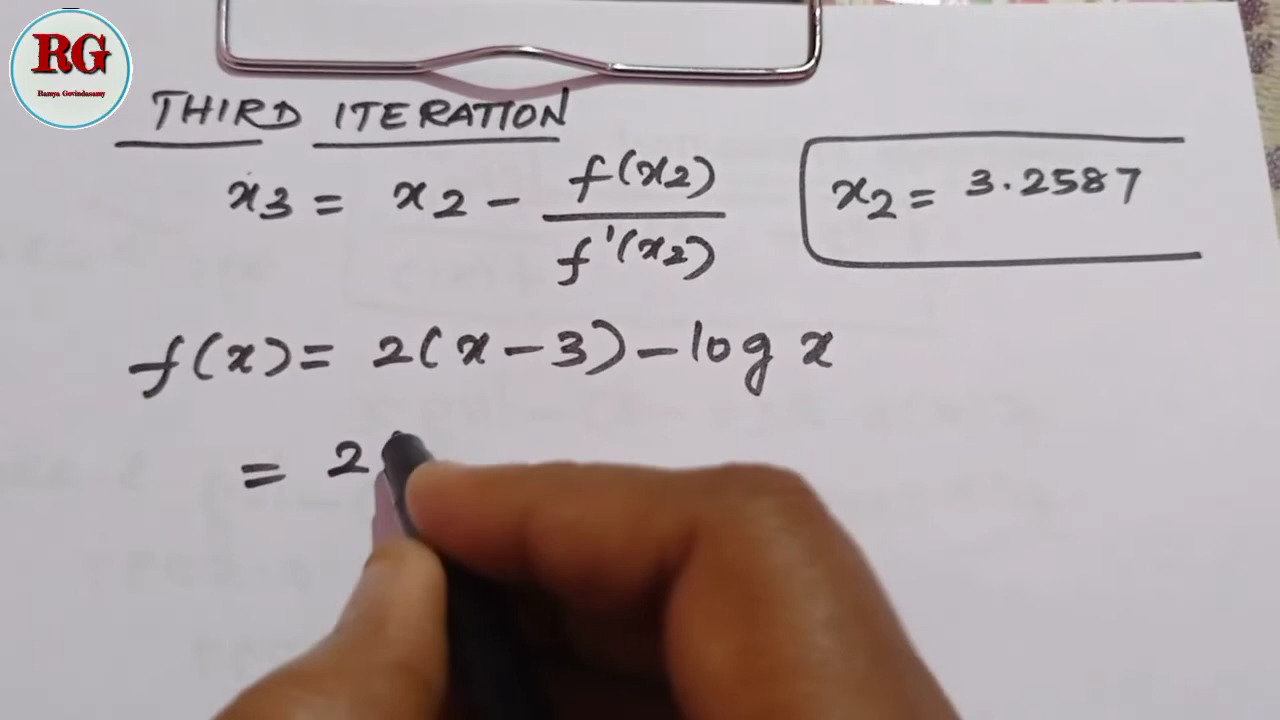 RG
Ramya Govindasamy
THIRD ITERATION
x3 = x2 - f(x2)/f'(x2)
x2 = 3.2587
f(x) = 2(x-3) - log x
= 2